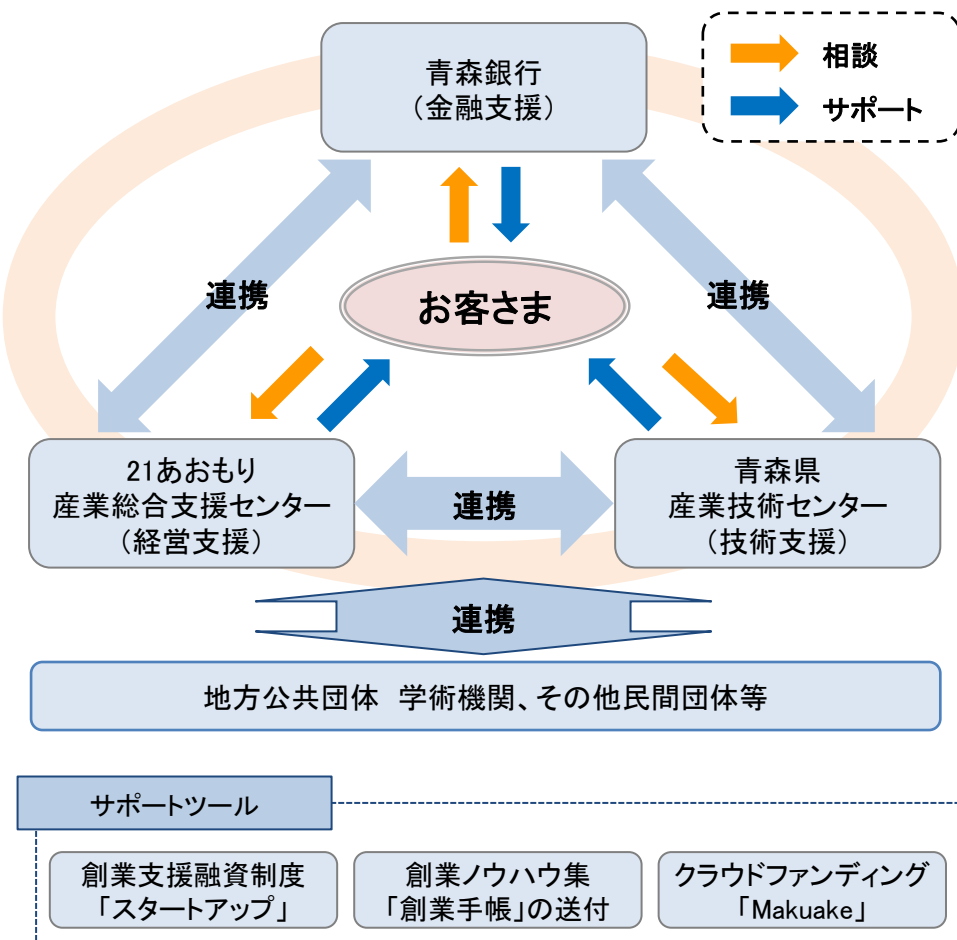 青森銀行
（金融支援）
相談
サポート
連携
お客さま
連携
21あおもり
産業総合支援センター
（経営支援）
連携
青森県
産業技術センター
（技術支援）
連携
地方公共団体　学術機関、その他民間団体等
サポートツール
創業支援融資制度
「スタートアップ」
創業ノウハウ集
「創業手帳」の送付
クラウドファンディング
「Makuake」